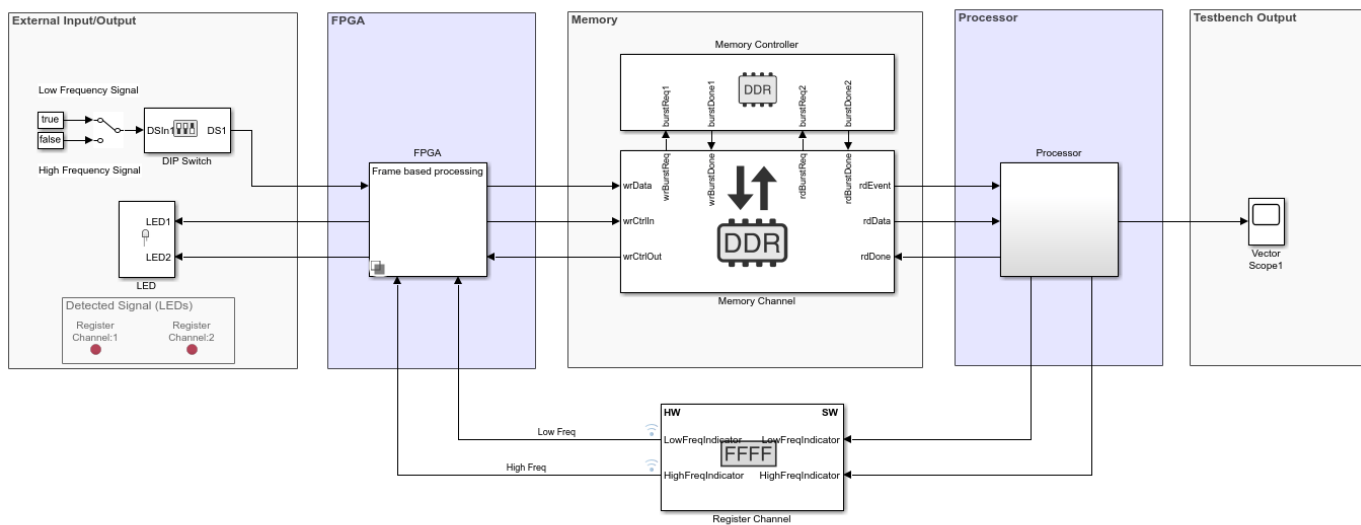 External Input/Output
FPGA
Memory
Processor
Testbench Output
Low Frequency Signal
true
false
High Frequency Signal
DSIn1
DS1
DIP Switch
LED1
LED2
LED
Detected Signal (LEDs)
Register
Channel:1
Register
Channel:2
FPGA
Frame based processing
Memory Controller
DDR
burstReq1
burstDone1
burstReq2
burstDone2
wrBurstReq
wrBurstDone
rdBurstReq
rdBurstDone
wrData
wrCtrlIn
wrCtrlOut
DDR
rdEvent
rdData
rdDone
Memory Channel
Processor
Vector
Scope1
HW
SW
Low Freq
LowFreqIndicator
LowFreqIndicator
FFFF
High Freq
HighFreqIndicator
HighFreqIndicator
Register Channel